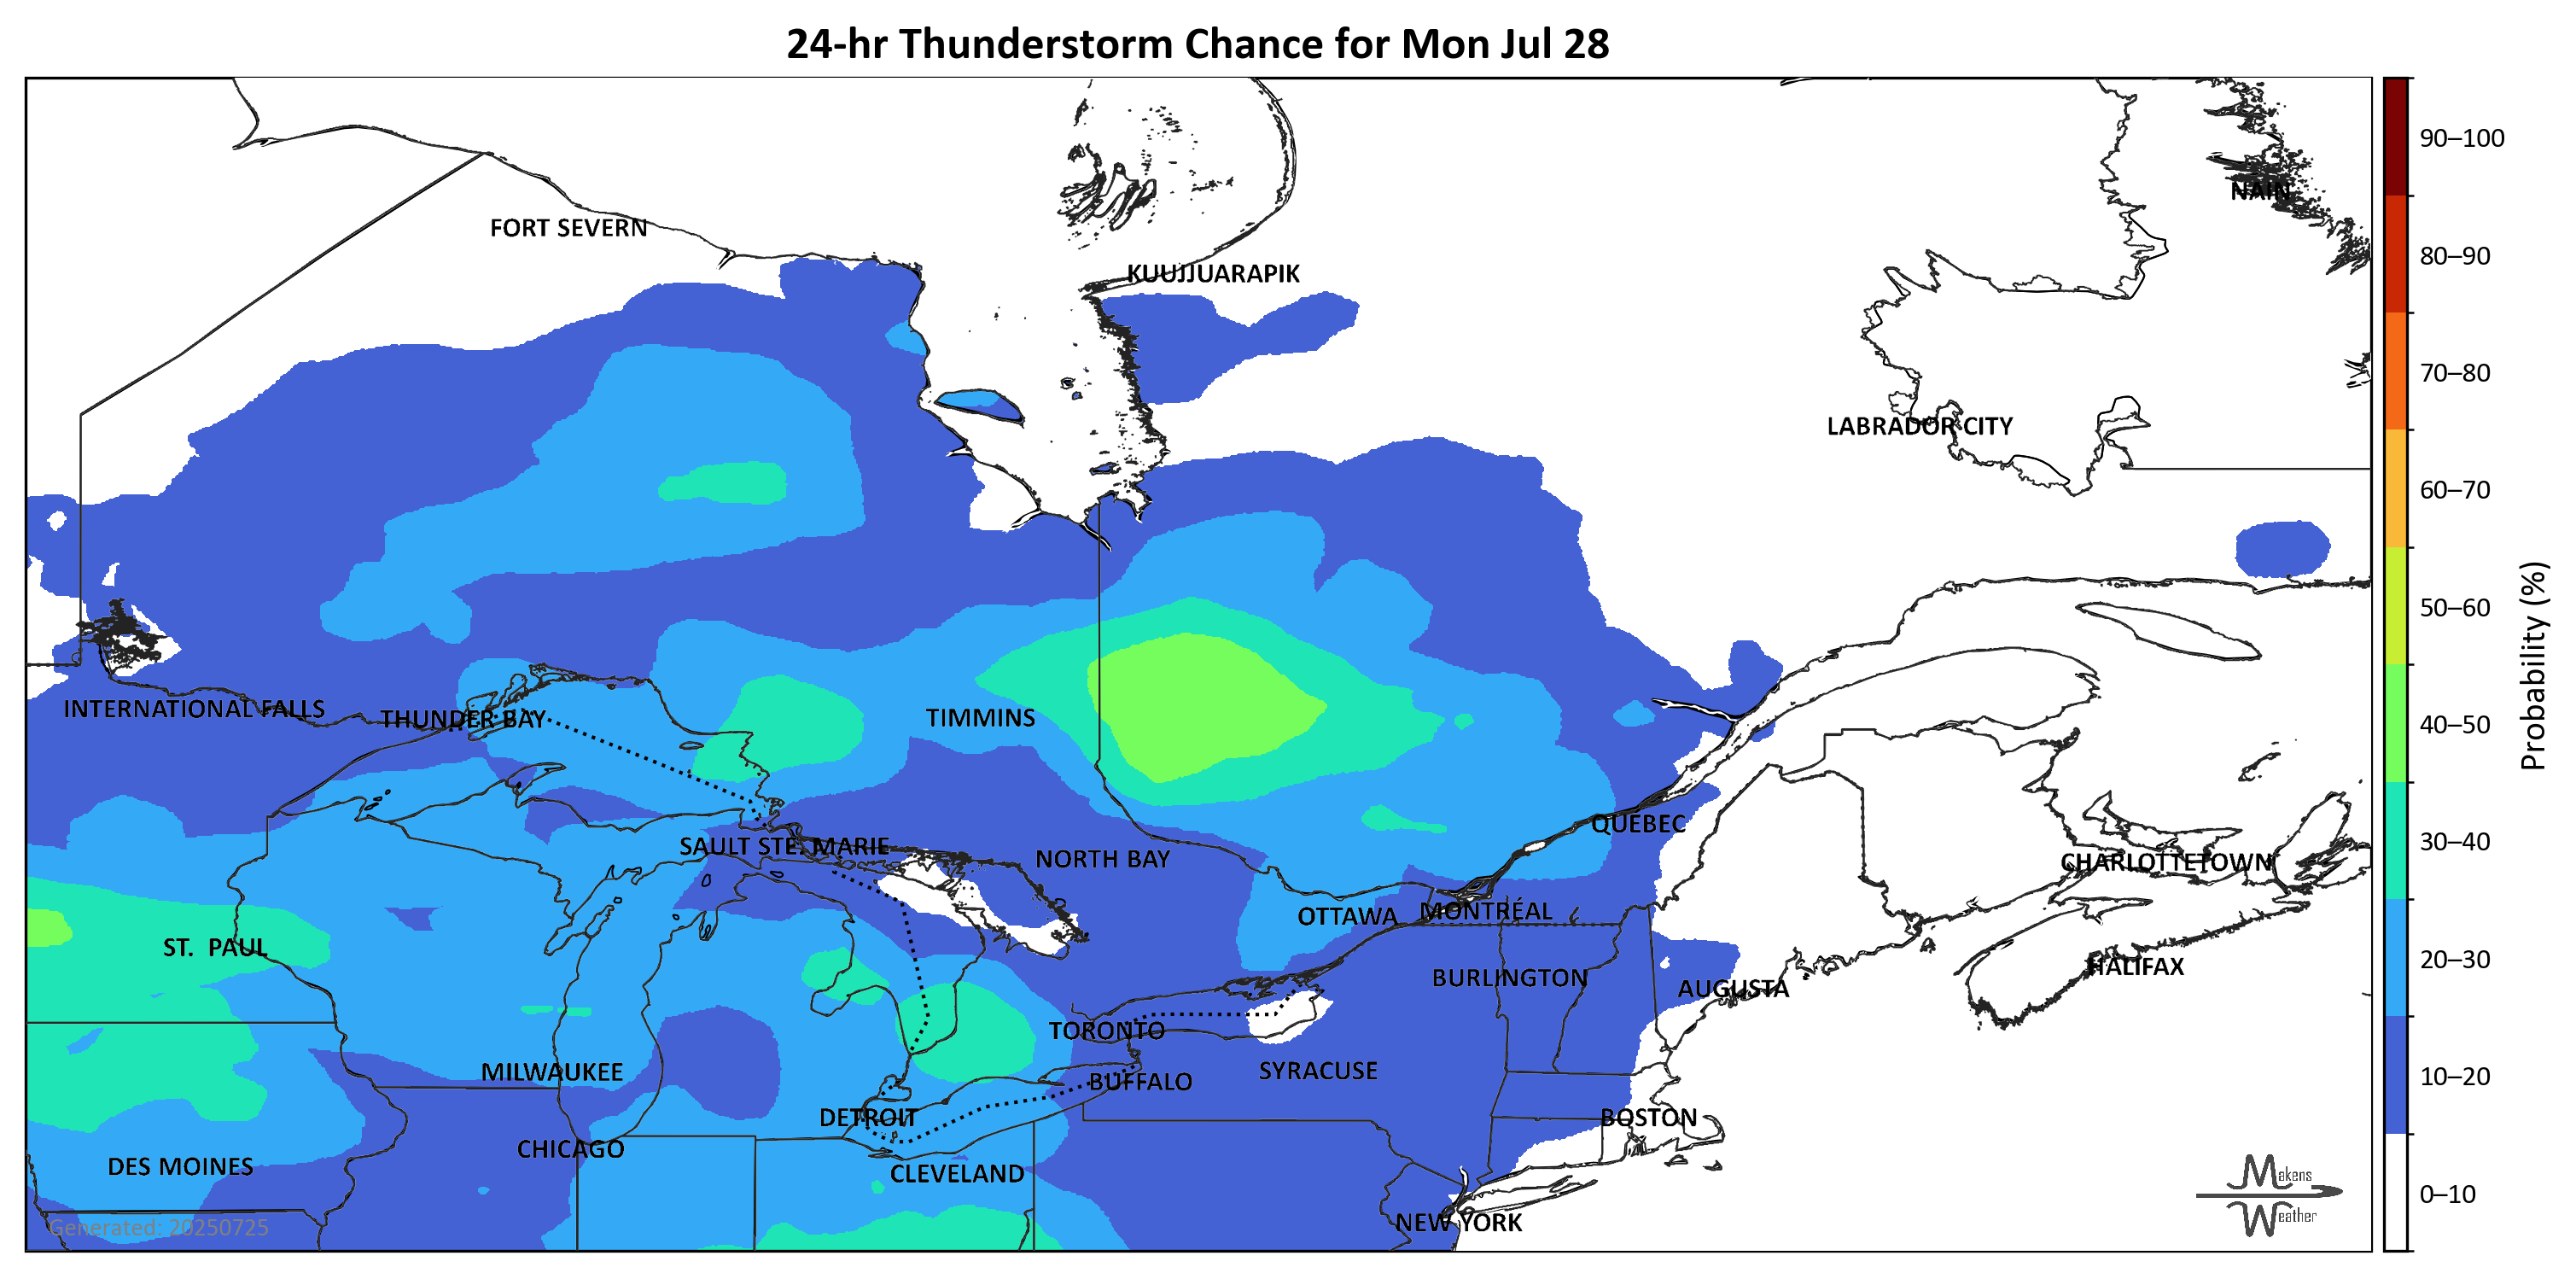 24-hr Thunderstorm Chance for Mon Jul 28
90–100
NAIN
FORT SEVERN
80–90
KUUJJUARAPIK
70–80
LABRADOR CITY
60–70
50–60
Probability (%)
INTERNATIONAL FALLS
THUNDER BAY
TIMMINS
40–50
QUEBEC
SAULT STE. MARIE
NORTH BAY
CHARLOTTETOWN
30–40
OTTAWA
MONTRÉAL
ST. PAUL
BURLINGTON
HALIFAX
20–30
AUGUSTA
TORONTO
MILWAUKEE
SYRACUSE
BUFFALO
10–20
DETROIT
BOSTON
CHICAGO
DES MOINES
CLEVELAND
Makens
Weather
0–10
NEW YORK
Generated: 20250725